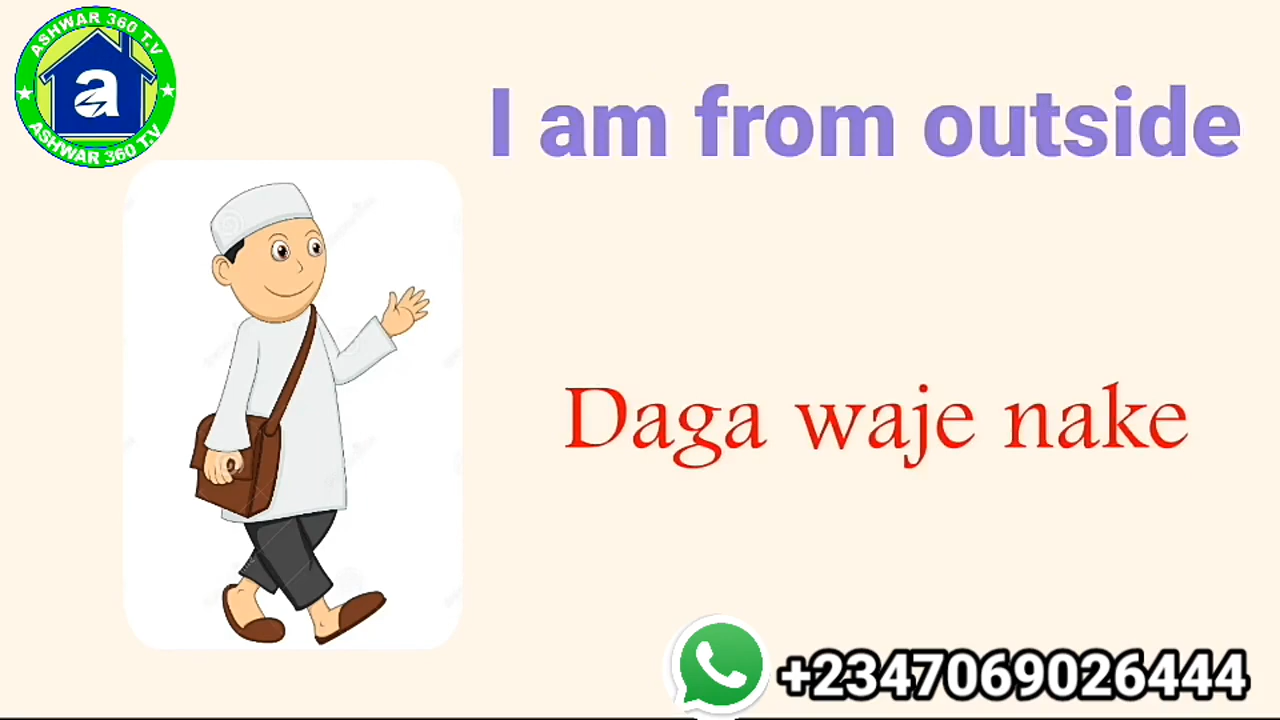 ASHWAR 360 T.V
a
ASHWAR 360 T.V
I am from outside
Daga waje nake
+2347069026444